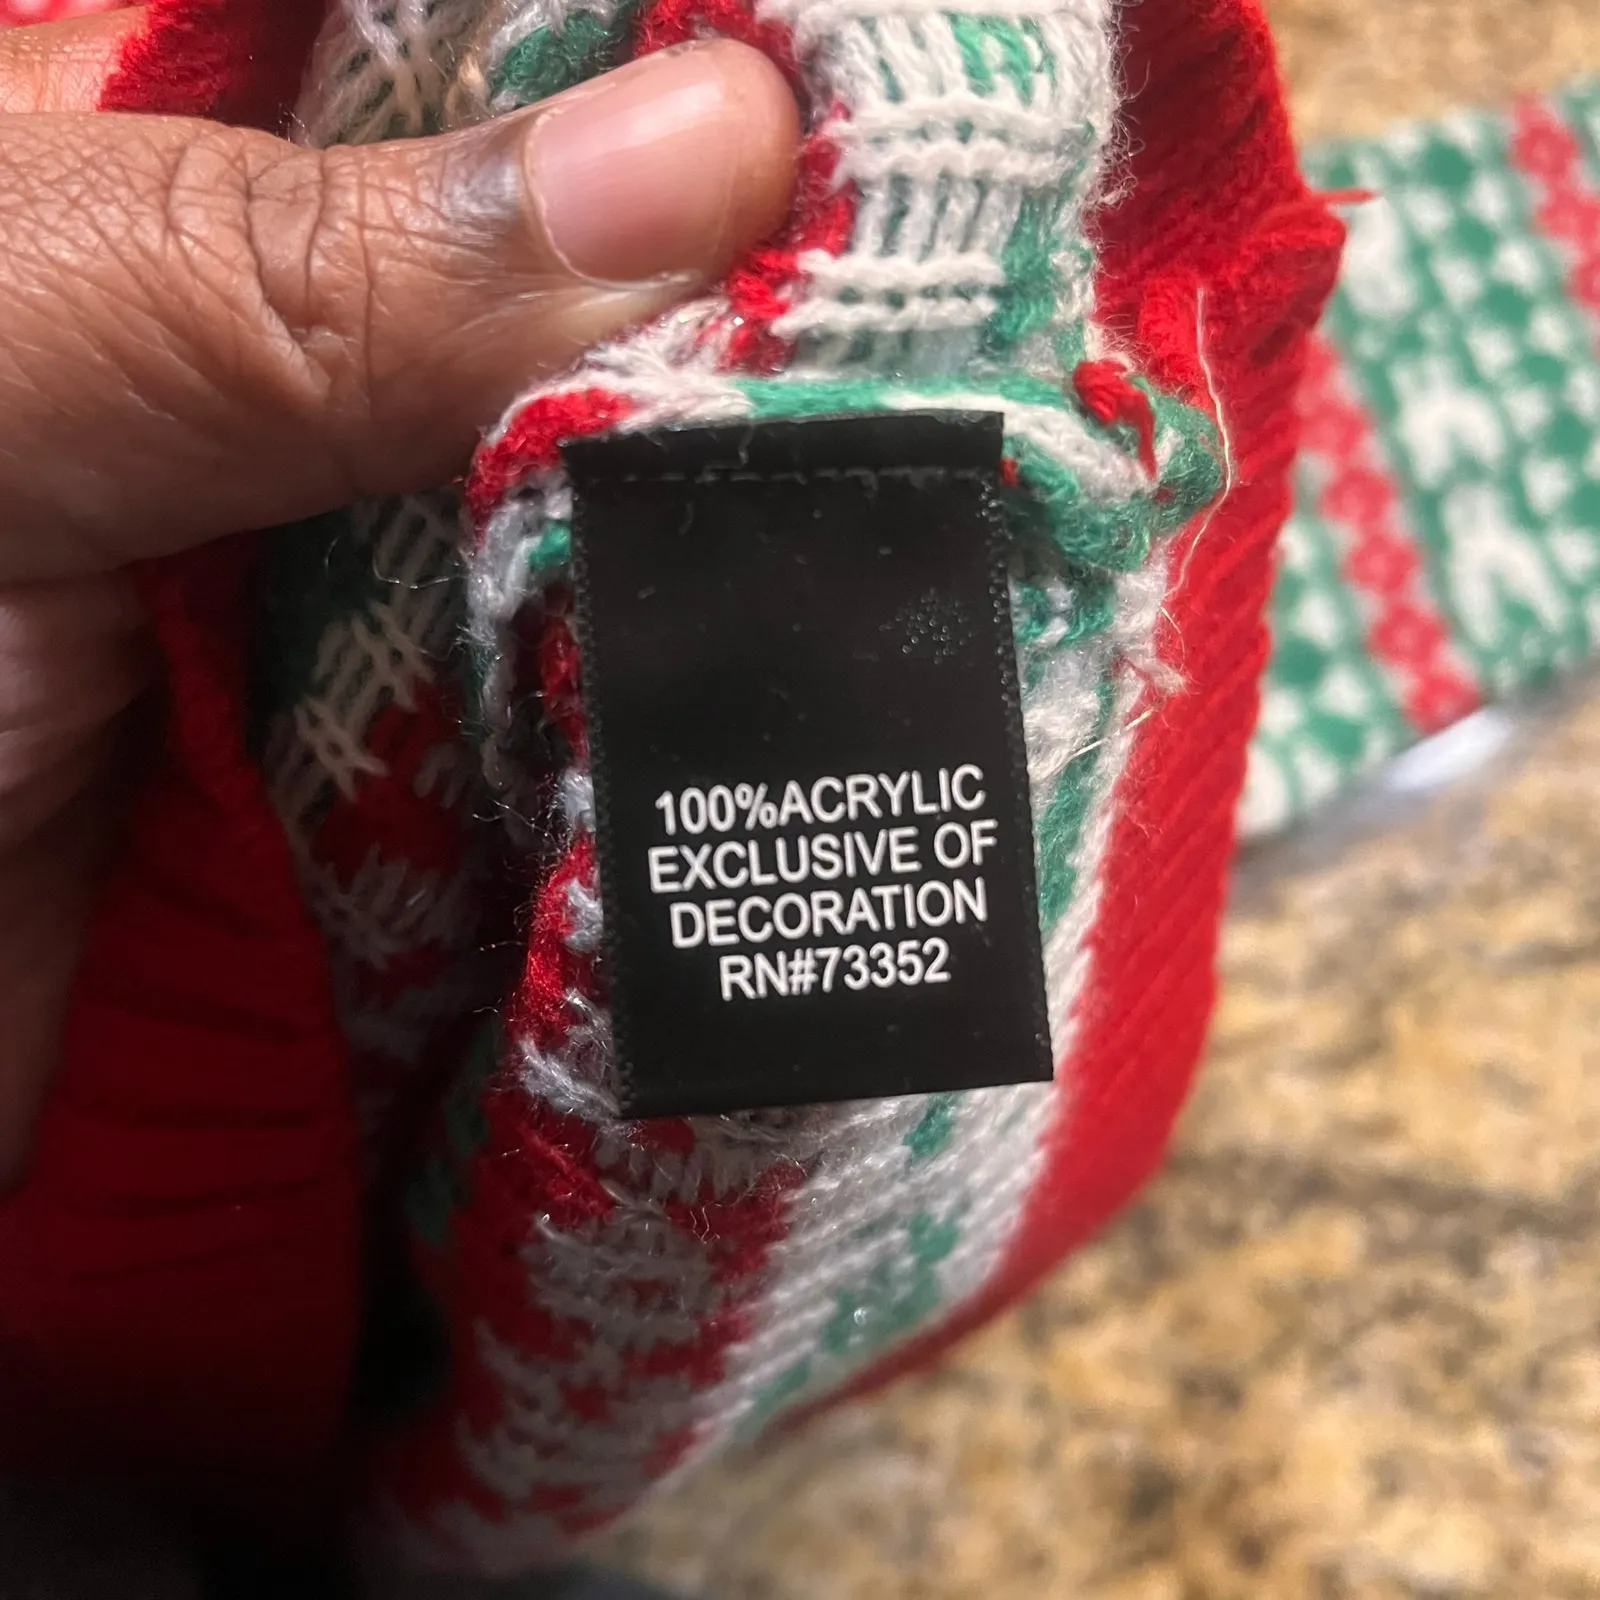 100%ACRYLIC
EXCLUSIVE OF
DECORATION
RN#73352